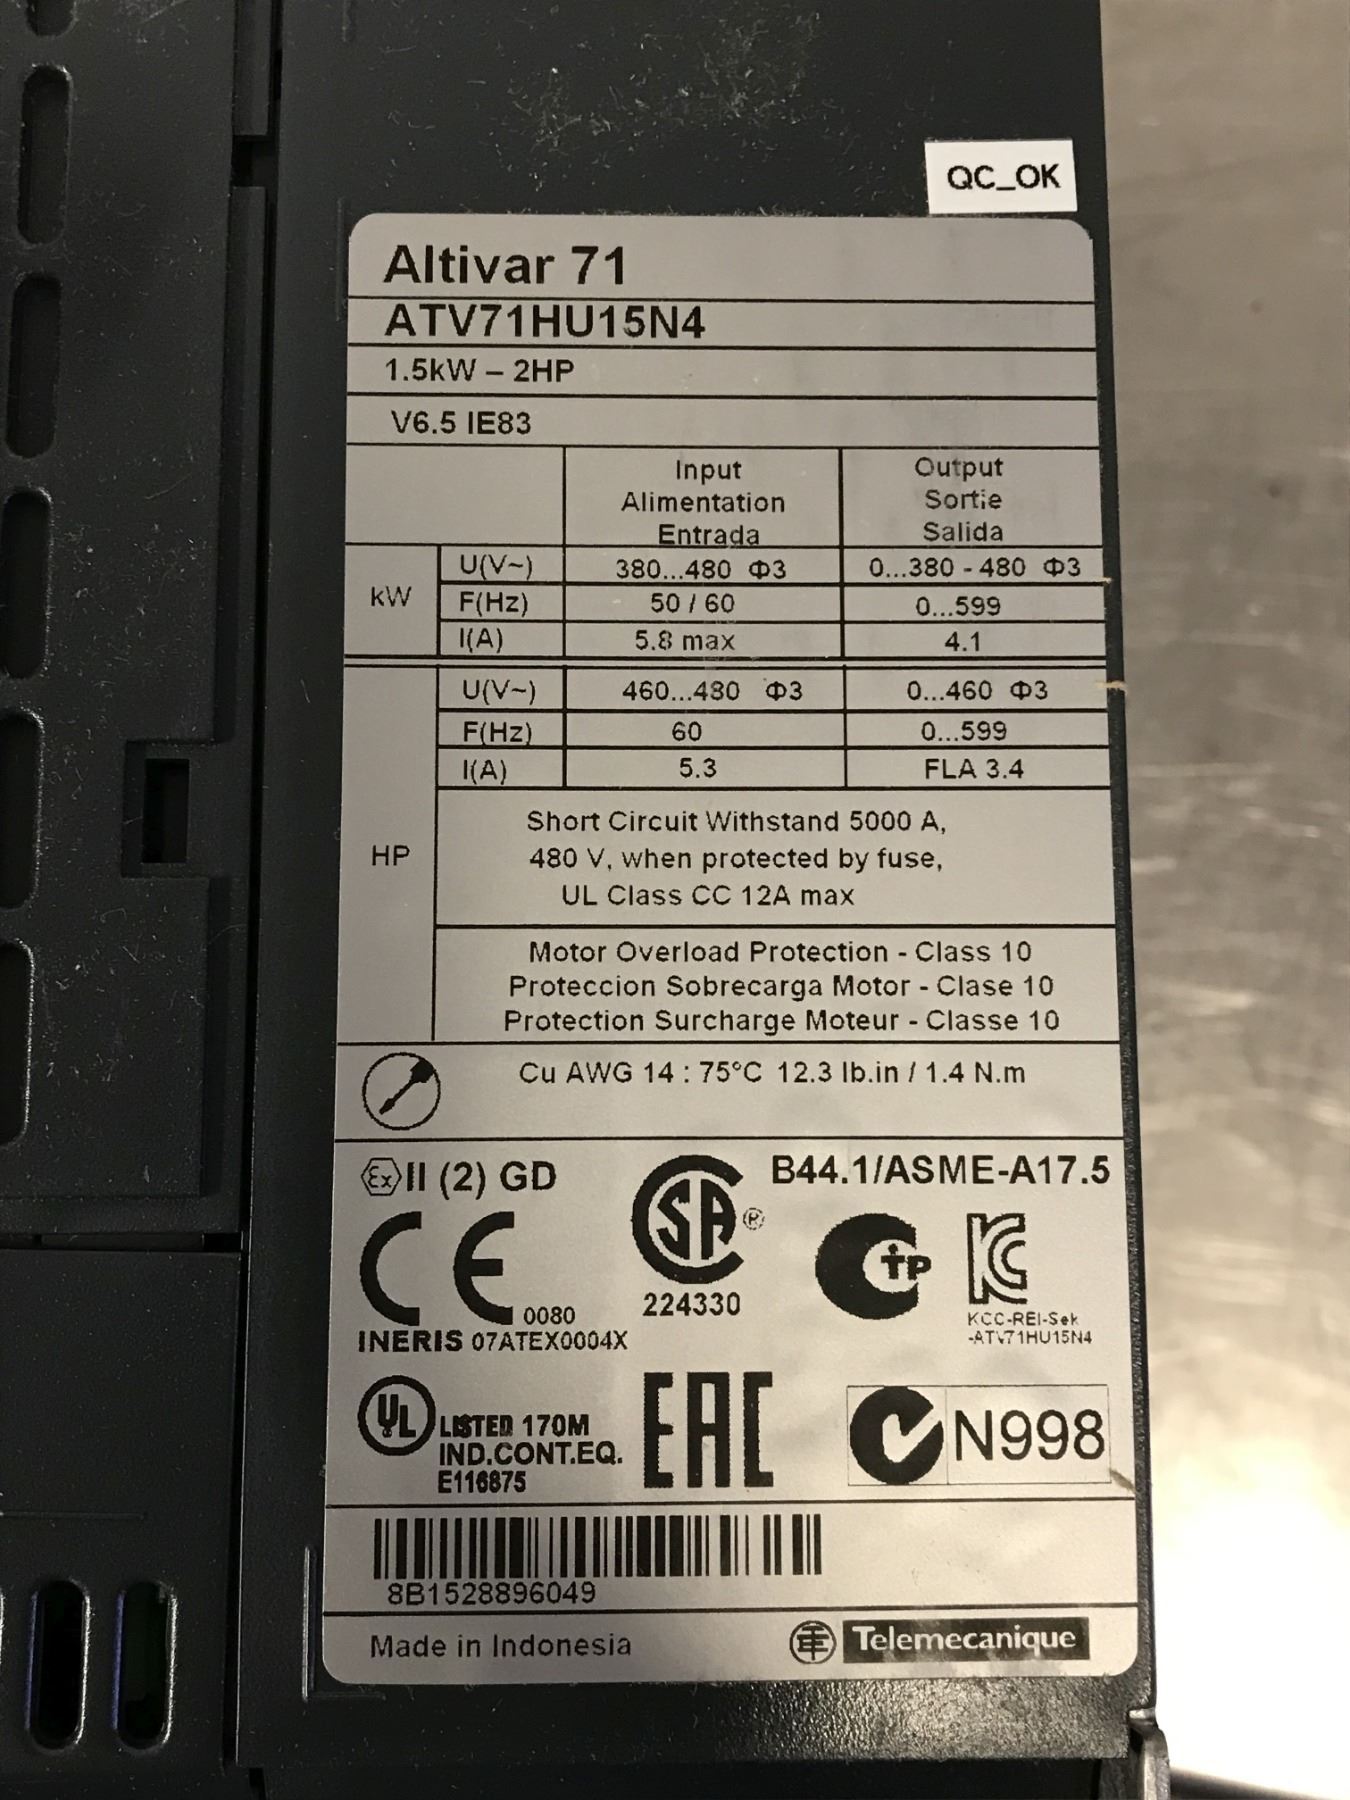 QC_OK
Altivar 71
ATV71HU15N4
1.5kW – 2HP
V6.5 IE83
Input Output
Alimentation Sortie
Entrada Salida
kW
U(V~) 380...480 Φ3 0...380 - 480 Φ3
F(Hz) 50 / 60 0...599
I(A) 5.8 max 4.1
HP
U(V~) 460...480 Φ3 0...460 Φ3
F(Hz) 60 0...599
I(A) 5.3 FLA 3.4
Short Circuit Withstand 5000 A,
480 V, when protected by fuse,
UL Class CC 12A max
Motor Overload Protection - Class 10
Proteccion Sobrecarga Motor - Clase 10
Protection Surcharge Moteur - Classe 10
Cu AWG 14 : 75°C 12.3 lb.in / 1.4 N.m
Ex II (2) GD
B44.1/ASME-A17.5
CE 0080
INERIS 07ATEX0004X
SA ®
224330
TP
KC
KCC-REI-Sek
-ATV71HU15N4
UL LISTED 170M
IND.CONT.EQ.
E116875
EAC
N998
8B1528896049
Made in Indonesia
Telemecanique